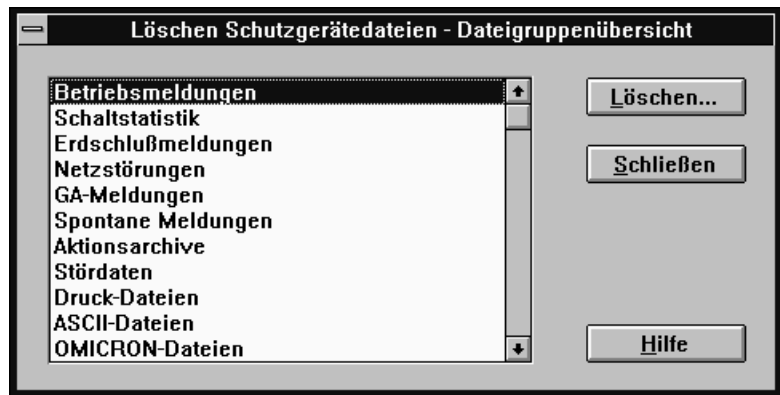 Löschen Schutzgerätedateien - Dateigruppenübersicht
Betriebsmeldungen
Schaltstatistik
Erdschlußmeldungen
Netzstörungen
GA-Meldungen
Spontane Meldungen
Aktionsarchive
Stördaten
Druck-Dateien
ASCII-Dateien
OMICRON-Dateien
Löschen...
Schließen
Hilfe